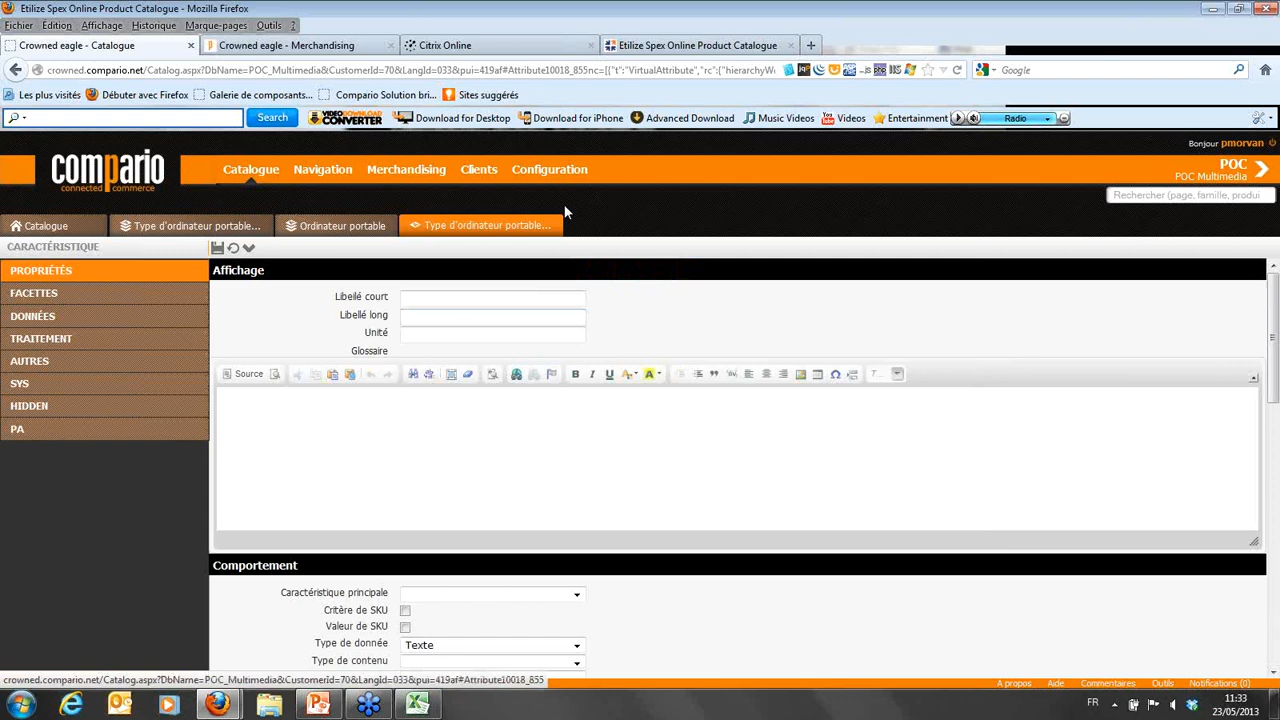 Etilize Spex Online Product Catalogue - Mozilla Firefox
Fichier Édition Affichage Historique Marque-pages Outils ?
Crowned eagle - Catalogue × Crowned eagle - Merchandising × Citrix Online × Etilize Spex Online Product Catalogue × +
crowned.compario.net/Catalog.aspx?DbName=POC_Multimedia&CustomerId=70&LangId=033&pui=419af#Attribute10018_855nc=[{"t":"VirtualAttribute","rc":{"hierarchyWe
Google
Les plus visités Débuter avec Firefox Galerie de composants... Compario Solution bri... Sites suggérés
Search VIDEO DOWNLOAD CONVERTER Download for Desktop Download for iPhone Advanced Download Music Videos Videos Entertainment Radio
Bonjour pmorvan
compario
connected commerce
Catalogue Navigation Merchandising Clients Configuration
POC
POC Multimedia
Rechercher (page, famille, produi
Catalogue Type d'ordinateur portable... Ordinateur portable Type d'ordinateur portable...
CARACTÉRISTIQUE
PROPRIÉTÉS
FACETTES
DONNÉES
TRAITEMENT
AUTRES
SYS
HIDDEN
PA
Affichage
Libellé court
Libellé long
Unité
Glossaire
Source
B I U
Comportement
Caractéristique principale
Critère de SKU
Valeur de SKU
Type de donnée Texte
Type de contenu
crowned.compario.net/Catalog.aspx?DbName=POC_Multimedia&CustomerId=70&LangId=033&pui=419af#Attribute10018_855
A propos Aide Commentaires Outils Notifications (0)
FR 11:33
23/05/2013